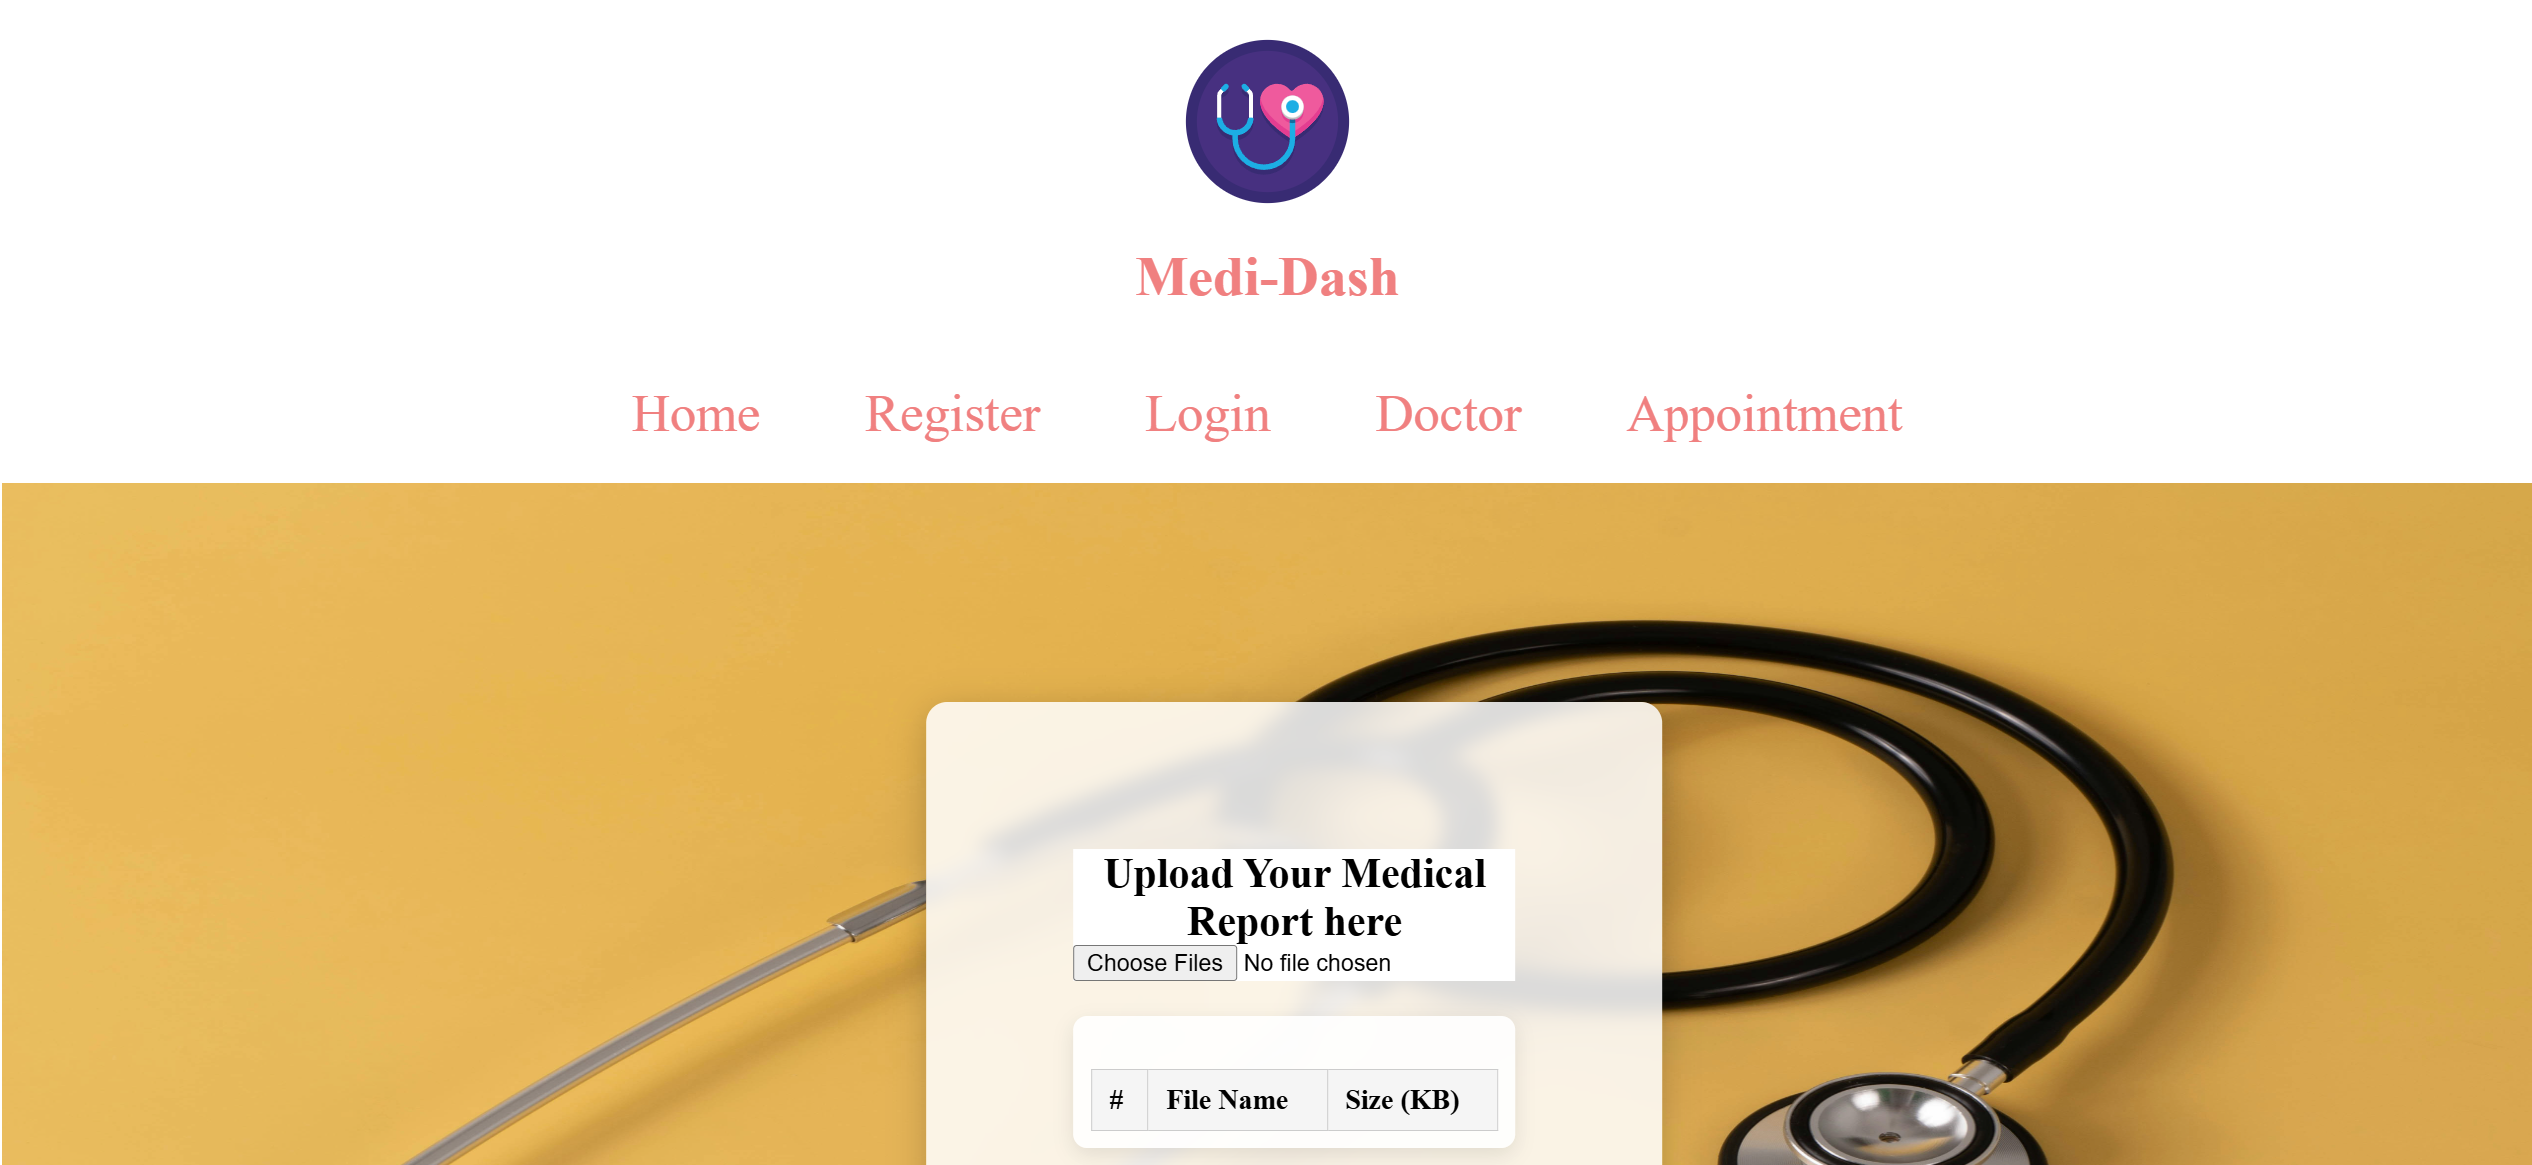 Medi-Dash
Home Register Login Doctor Appointment
Upload Your Medical
Report here
Choose Files No file chosen
# File Name Size (KB)